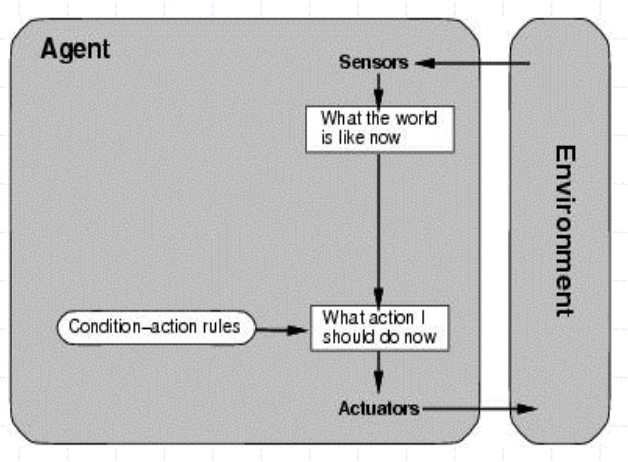 Agent
Sensors
What the world
is like now
Environment
Condition–action rules
What action I
should do now
Actuators